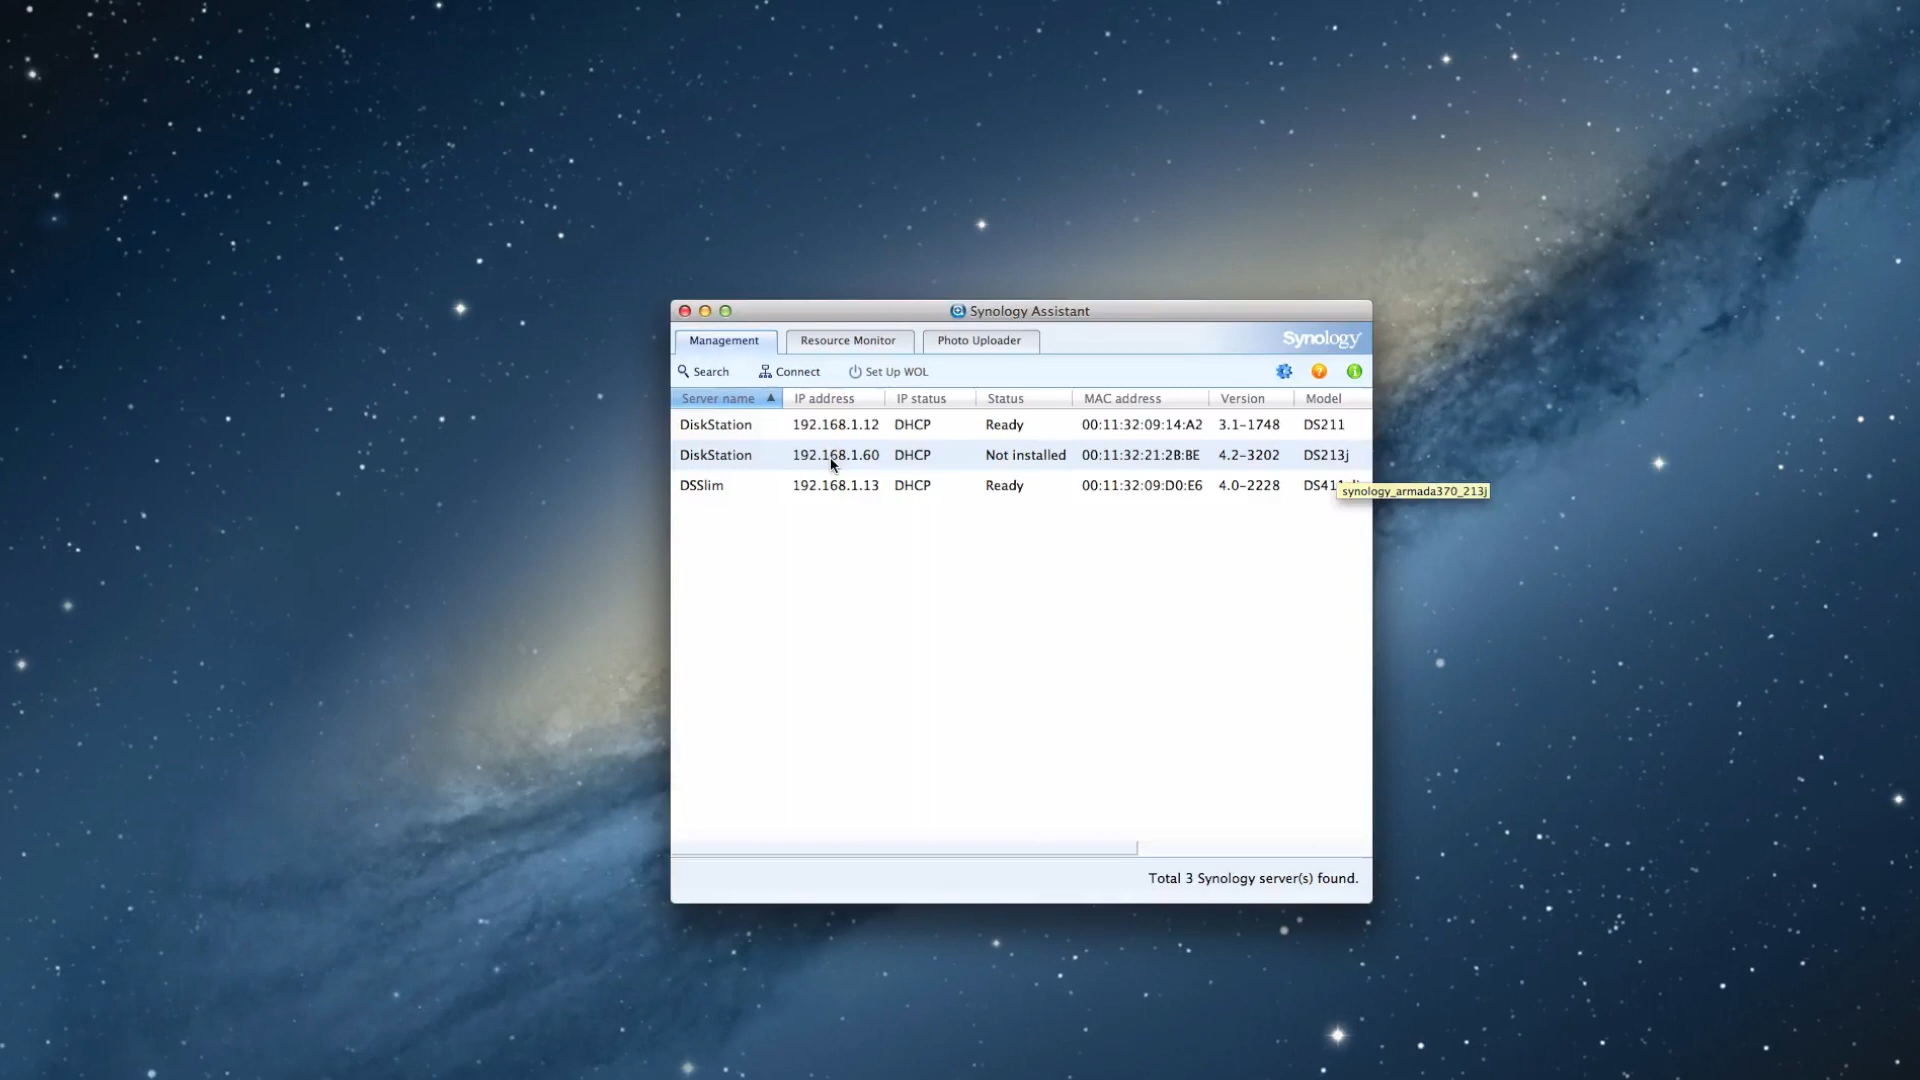 Synology Assistant
Management Resource Monitor Photo Uploader Synology
Search Connect Set Up WOL
Server name IP address IP status Status MAC address Version Model
DiskStation 192.168.1.12 DHCP Ready 00:11:32:09:14:A2 3.1-1748 DS211
DiskStation 192.168.1.60 DHCP Not installed 00:11:32:21:2B:BE 4.2-3202 DS213j
DSSlim 192.168.1.13 DHCP Ready 00:11:32:09:D0:E6 4.0-2228
synology_armada370_213j
Total 3 Synology server(s) found.